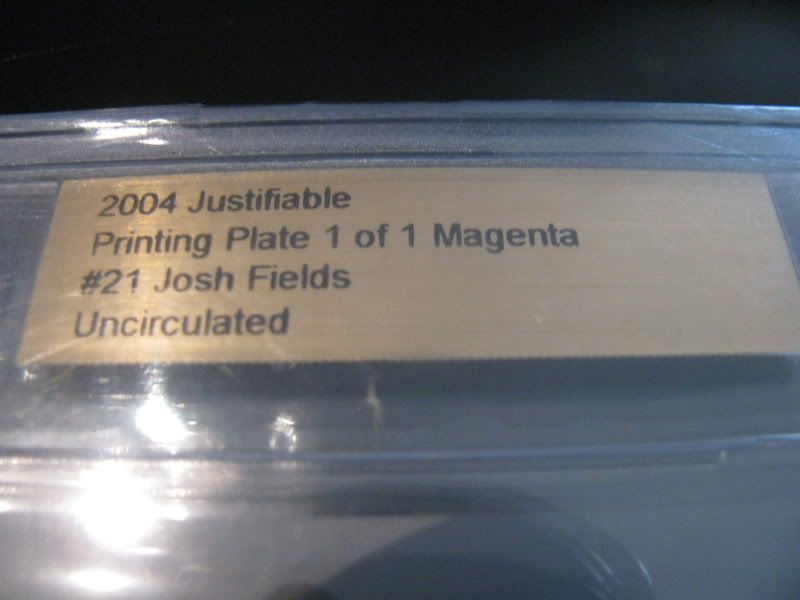 2004 Justifiable
Printing Plate 1 of 1 Magenta
#21 Josh Fields
Uncirculated